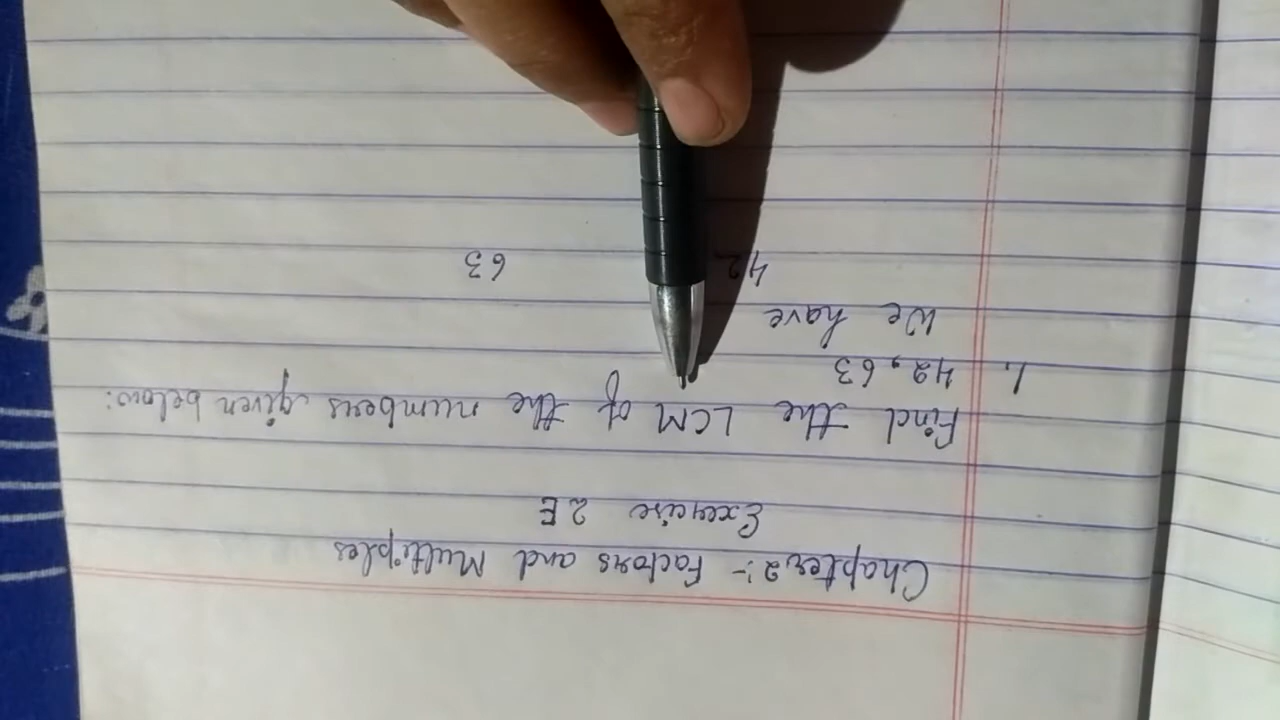 Chapter 2:- Factors and Multiples
Exercise 2E
Find the LCM of the numbers given below:
1. 42, 63
We have
42 63